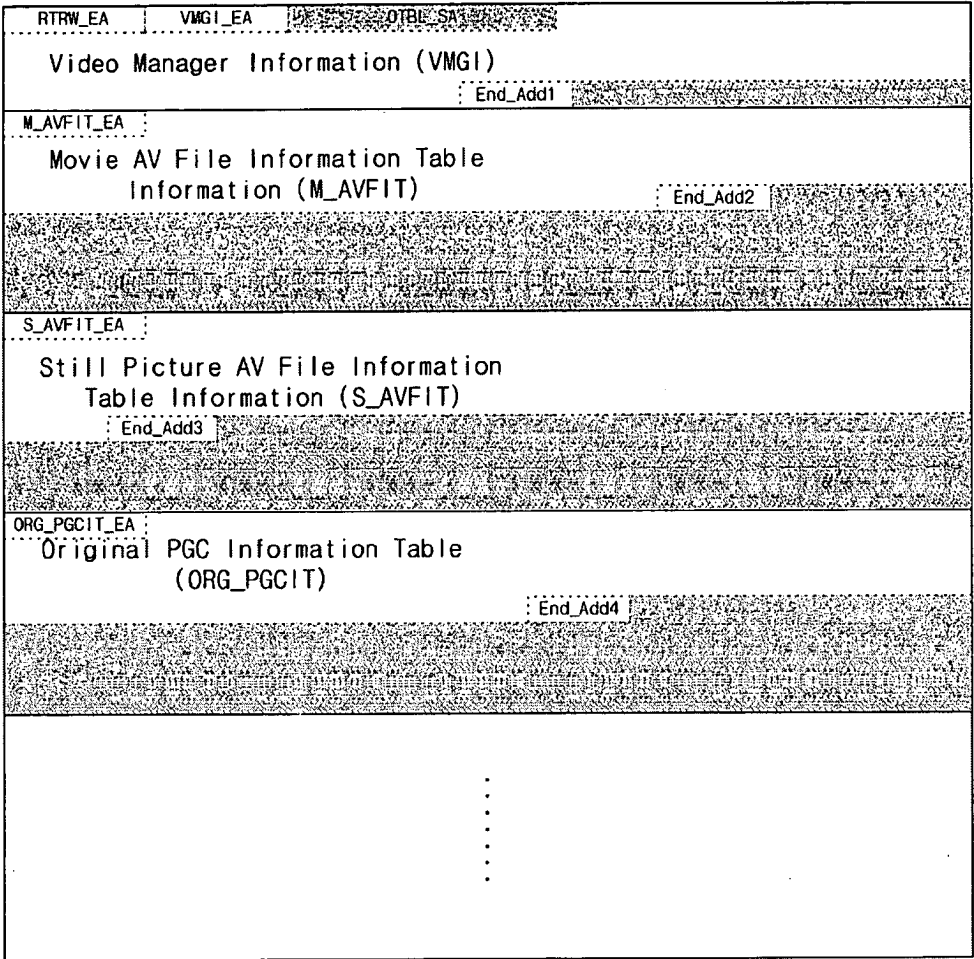 RTRW_EA VMGI_EA OTBL_SA
Video Manager Information (VMGI)
End_Add1
M_AVFIT_EA
Movie AV File Information Table
Information (M_AVFIT)
End_Add2
S_AVFIT_EA
Still Picture AV File Information
Table Information (S_AVFIT)
End_Add3
ORG_PGCIT_EA
Original PGC Information Table
(ORG_PGCIT)
End_Add4